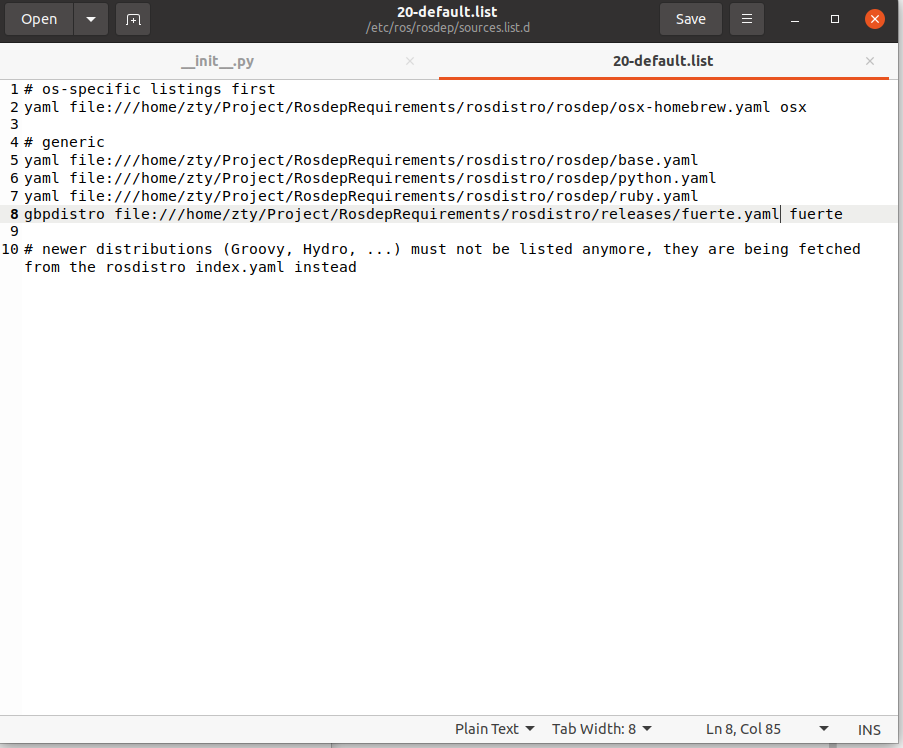 Open
20-default.list
/etc/ros/rosdep/sources.list.d
Save
__init__.py
20-default.list
1 # os-specific listings first
2 yaml file:///home/zty/Project/RosdepRequirements/rosdistro/rosdep/osx-homebrew.yaml osx
3
4 # generic
5 yaml file:///home/zty/Project/RosdepRequirements/rosdistro/rosdep/base.yaml
6 yaml file:///home/zty/Project/RosdepRequirements/rosdistro/rosdep/python.yaml
7 yaml file:///home/zty/Project/RosdepRequirements/rosdistro/rosdep/ruby.yaml
8 gbpdistro file:///home/zty/Project/RosdepRequirements/rosdistro/releases/fuerte.yaml fuerte
9
10 # newer distributions (Groovy, Hydro, ...) must not be listed anymore, they are being fetched
from the rosdistro index.yaml instead
Plain Text Tab Width: 8 Ln 8, Col 85 INS